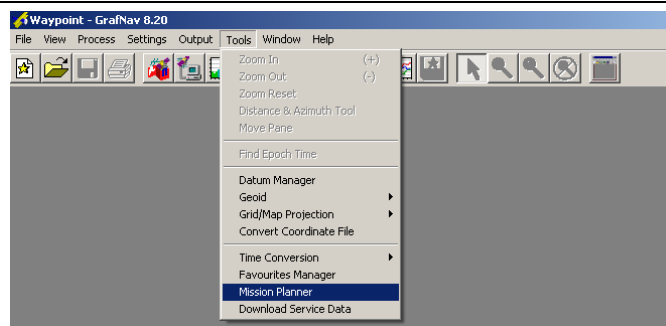 Waypoint - GrafNav 8.20
File View Process Settings Output Tools Window Help
Zoom In (+)
Zoom Out (-)
Zoom Reset
Distance & Azimuth Tool
Move Pane
Find Epoch Time
Datum Manager
Geoid
Grid/Map Projection
Convert Coordinate File
Time Conversion
Favourites Manager
Mission Planner
Download Service Data